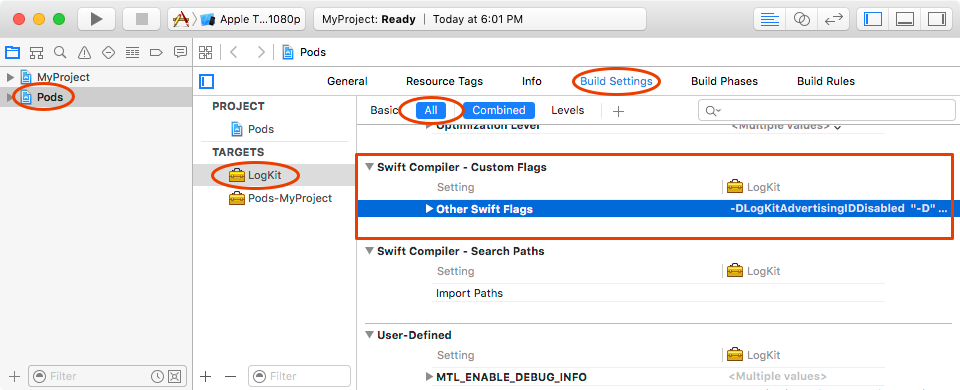 Apple T...1080p
MyProject: Ready | Today at 6:01 PM
Pods
MyProject
Pods
General Resource Tags Info Build Settings Build Phases Build Rules
PROJECT
Pods
TARGETS
LogKit
Pods-MyProject
Basic All Combined Levels
Optimization Level <Multiple values>
Swift Compiler - Custom Flags
Setting LogKit
Other Swift Flags -DLogKitAdvertisingIDDisabled "-D" ...
Swift Compiler - Search Paths
Setting LogKit
Import Paths
User-Defined
Setting LogKit
MTL_ENABLE_DEBUG_INFO <Multiple values>
Filter
Filter